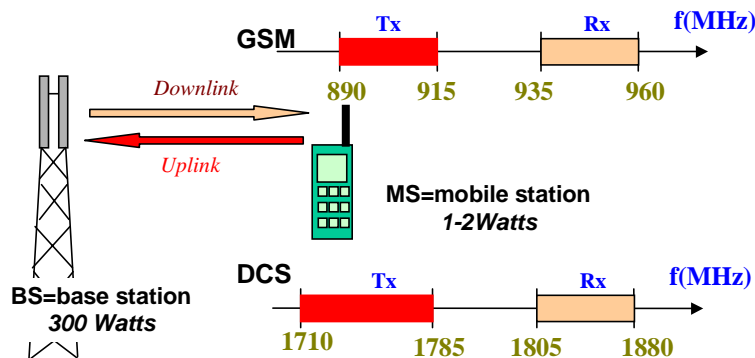 GSM Tx Rx f(MHz)
890 915 935 960
Downlink
Uplink
MS=mobile station
1-2Watts
BS=base station
300 Watts
DCS Tx Rx f(MHz)
1710 1785 1805 1880